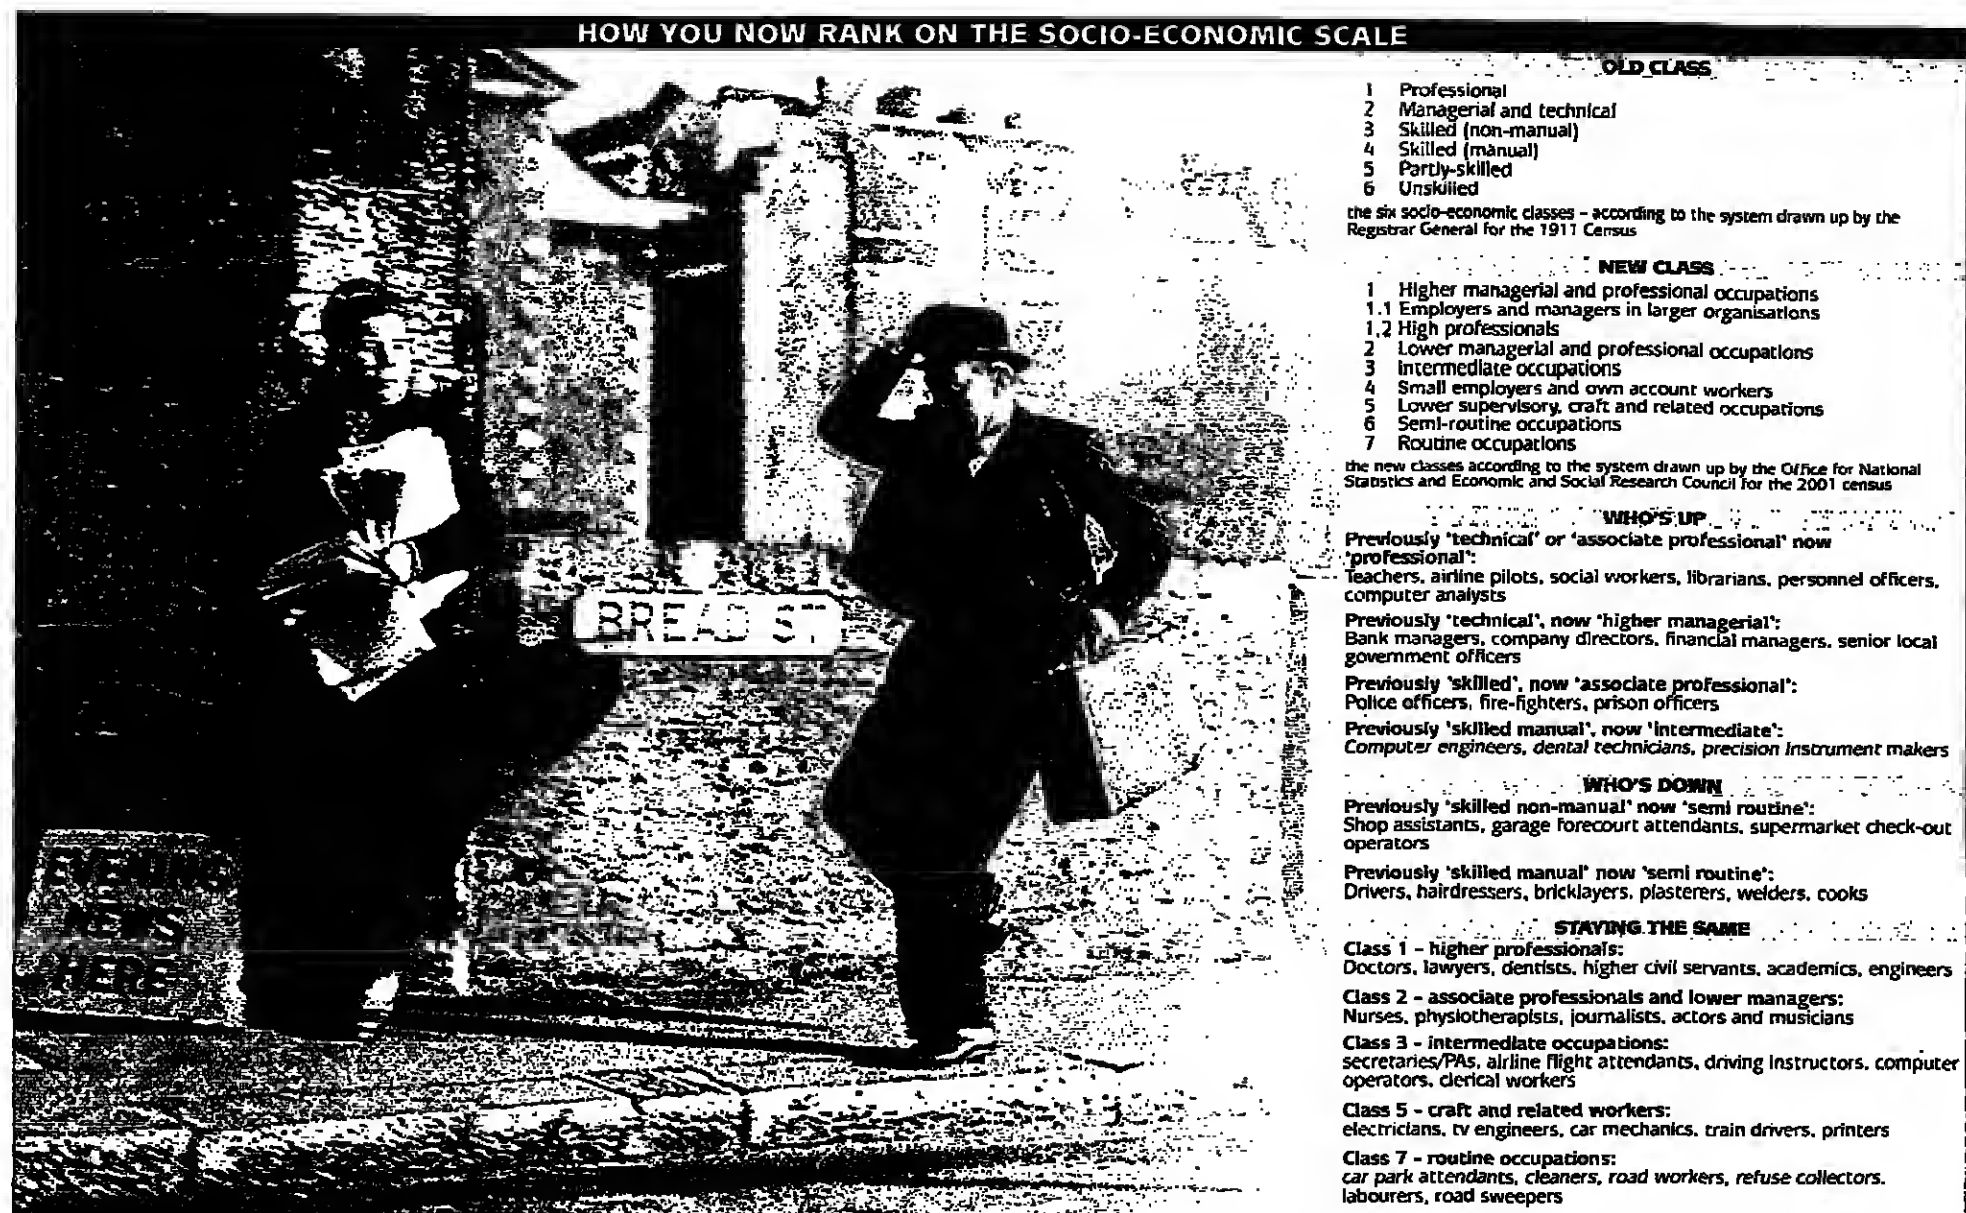 HOW YOU NOW RANK ON THE SOCIO-ECONOMIC SCALE
BREAD ST
EVENING
NEWS
HERE
OLD CLASS
1 Professional
2 Managerial and technical
3 Skilled (non-manual)
4 Skilled (manual)
5 Partly-skilled
6 Unskilled
the six socio-economic classes – according to the system drawn up by the
Registrar General for the 1911 Census
NEW CLASS
1 Higher managerial and professional occupations
1.1 Employers and managers in larger organisations
1.2 High professionals
2 Lower managerial and professional occupations
3 Intermediate occupations
4 Small employers and own account workers
5 Lower supervisory, craft and related occupations
6 Semi-routine occupations
7 Routine occupations
the new classes according to the system drawn up by the Office for National
Statistics and Economic and Social Research Council for the 2001 census
WHO'S UP
Previously 'technical' or 'associate professional' now
'professional':
Teachers, airline pilots, social workers, librarians, personnel officers,
computer analysts
Previously 'technical', now 'higher managerial':
Bank managers, company directors, financial managers, senior local
government officers
Previously 'skilled', now 'associate professional':
Police officers, fire-fighters, prison officers
Previously 'skilled manual', now 'intermediate':
Computer engineers, dental technicians, precision instrument makers
WHO'S DOWN
Previously 'skilled non-manual' now 'semi routine':
Shop assistants, garage forecourt attendants, supermarket check-out
operators
Previously 'skilled manual' now 'semi routine':
Drivers, hairdressers, bricklayers, plasterers, welders, cooks
STAYING THE SAME
Class 1 – higher professionals:
Doctors, lawyers, dentists, higher civil servants, academics, engineers
Class 2 – associate professionals and lower managers:
Nurses, physiotherapists, journalists, actors and musicians
Class 3 – intermediate occupations:
secretaries/PAs, airline flight attendants, driving instructors, computer
operators, clerical workers
Class 5 – craft and related workers:
electricians, tv engineers, car mechanics, train drivers, printers
Class 7 – routine occupations:
car park attendants, cleaners, road workers, refuse collectors,
labourers, road sweepers